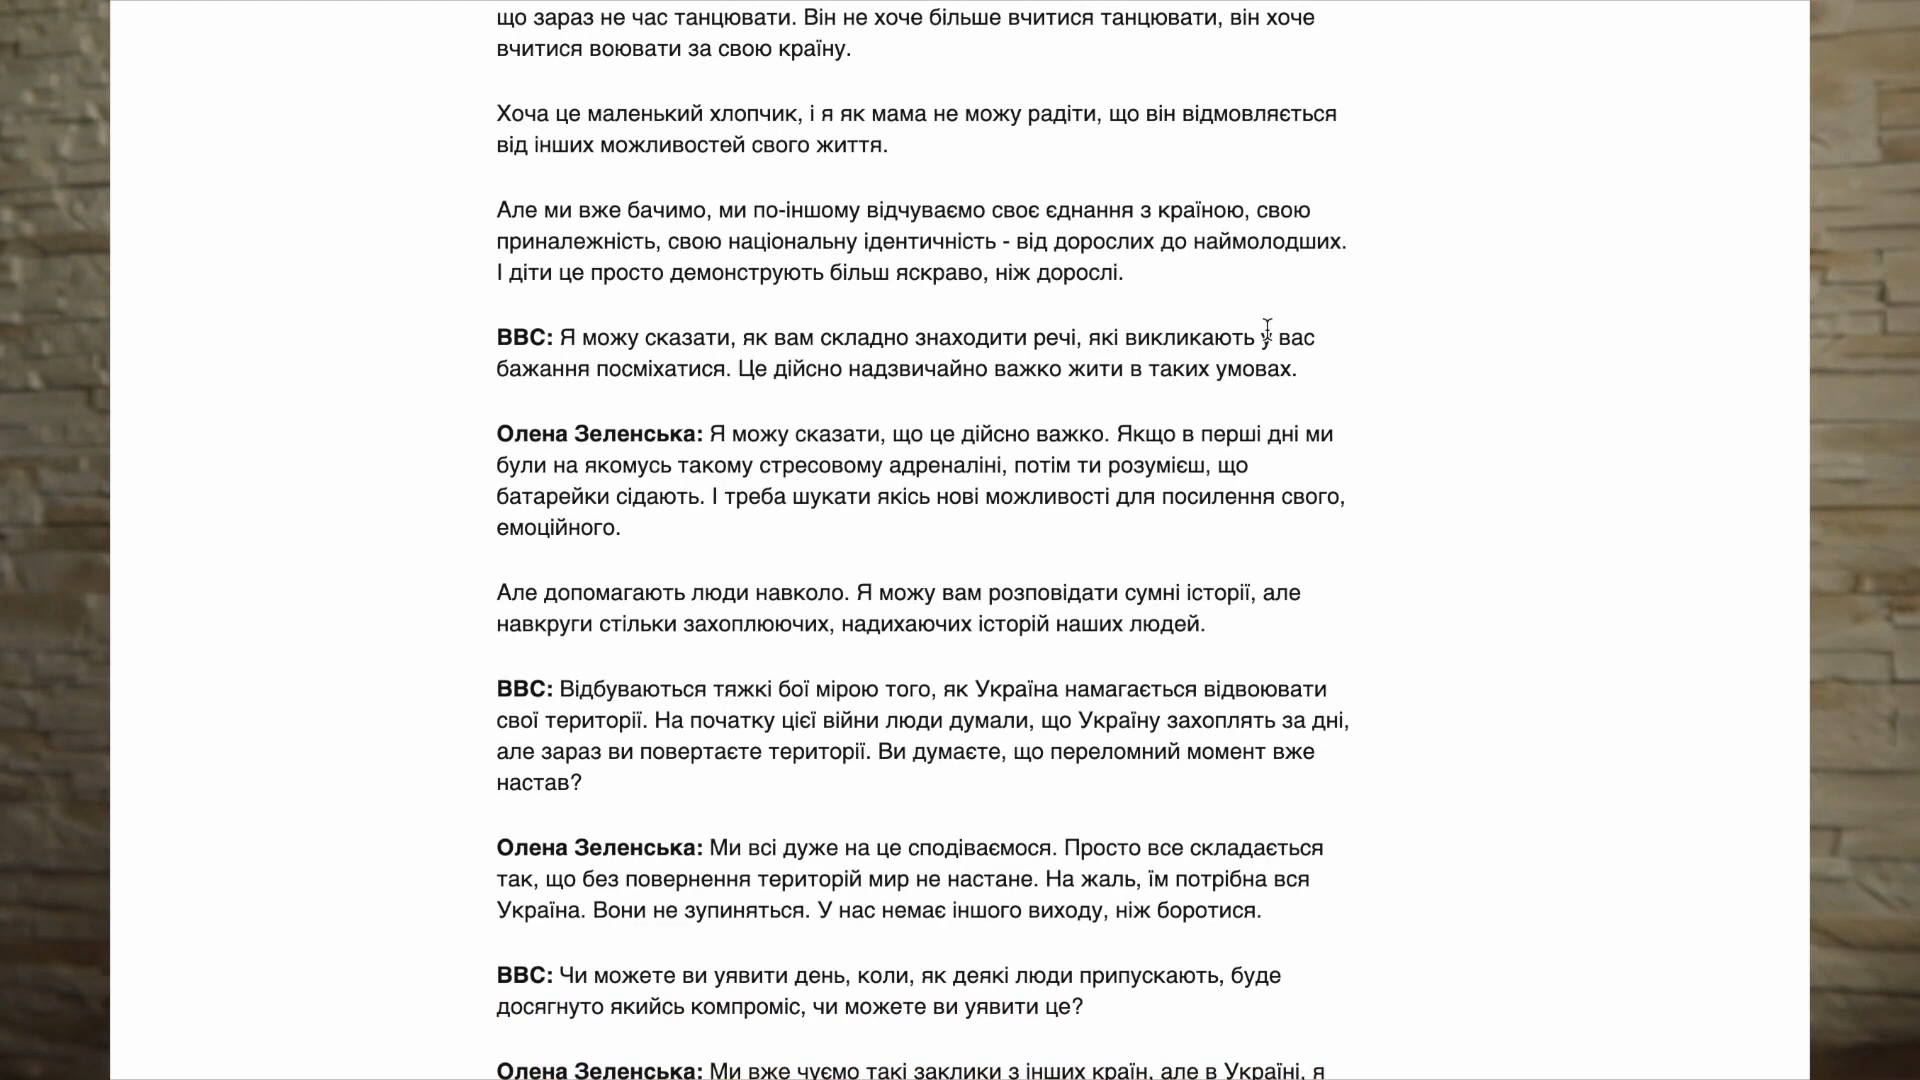 що зараз не час танцювати. Він не хоче більше вчитися танцювати, він хоче
вчитися воювати за свою країну.
Хоча це маленький хлопчик, і я як мама не можу радіти, що він відмовляється
від інших можливостей свого життя.
Але ми вже бачимо, ми по-іншому відчуваємо своє єднання з країною, свою
приналежність, свою національну ідентичність - від дорослих до наймолодших.
І діти це просто демонструють більш яскраво, ніж дорослі.
BBC: Я можу сказати, як вам складно знаходити речі, які викликають у вас
бажання посміхатися. Це дійсно надзвичайно важко жити в таких умовах.
Олена Зеленська: Я можу сказати, що це дійсно важко. Якщо в перші дні ми
були на якомусь такому стресовому адреналіні, потім ти розумієш, що
батарейки сідають. І треба шукати якісь нові можливості для посилення свого,
емоційного.
Але допомагають люди навколо. Я можу вам розповідати сумні історії, але
навкруги стільки захоплюючих, надихаючих історій наших людей.
BBC: Відбуваються тяжкі бої мірою того, як Україна намагається відвоювати
свої території. На початку цієї війни люди думали, що Україну захоплять за дні,
але зараз ви повертаєте території. Ви думаєте, що переломний момент вже
настав?
Олена Зеленська: Ми всі дуже на це сподіваємося. Просто все складається
так, що без повернення територій мир не настане. На жаль, їм потрібна вся
Україна. Вони не зупиняться. У нас немає іншого виходу, ніж боротися.
BBC: Чи можете ви уявити день, коли, як деякі люди припускають, буде
досягнуто якийсь компроміс, чи можете ви уявити це?
Олена Зеленська: Ми вже чуємо такі заклики з інших країн, але в Україні, я